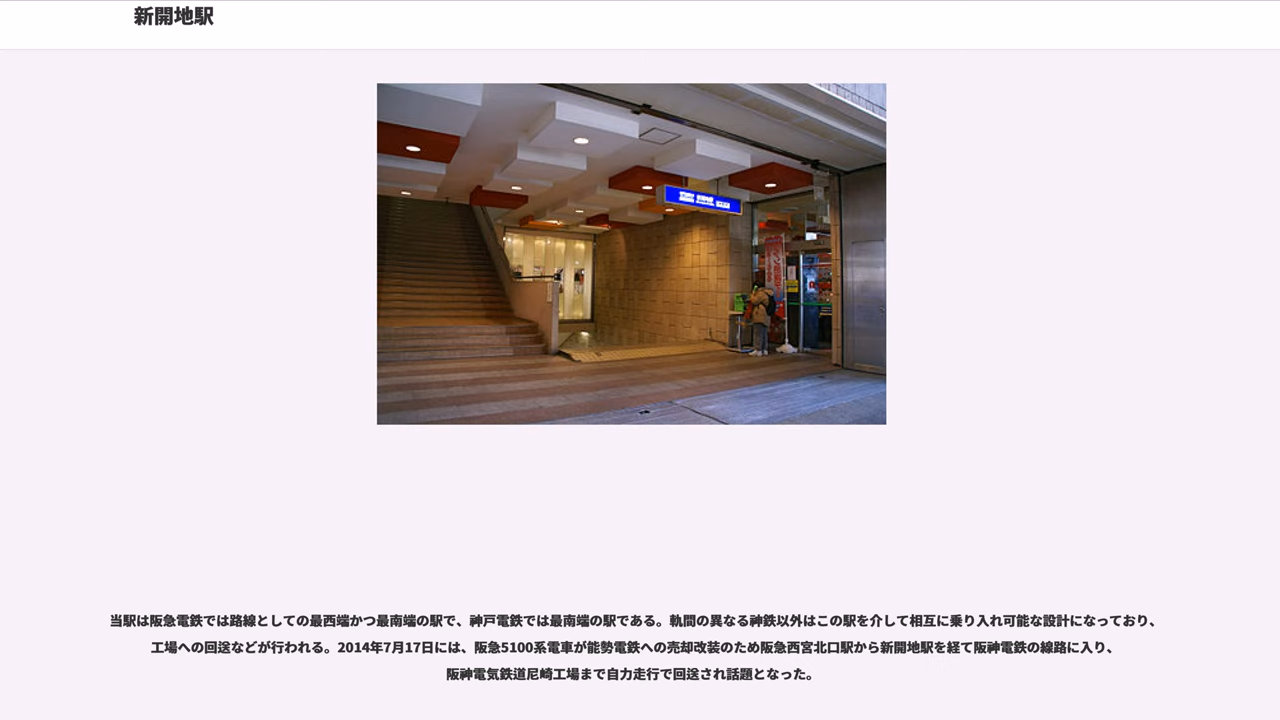 新開地駅
当駅は阪急電鉄では路線としての最西端かつ最南端の駅で、神戸電鉄では最南端の駅である。軌間の異なる神鉄以外はこの駅を介して相互に乗り入れ可能な設計になっており、
工場への回送などが行われる。2014年7月17日には、阪急5100系電車が能勢電鉄への売却改装のため阪急西宮北口駅から新開地駅を経て阪神電鉄の線路に入り、
阪神電気鉄道尼崎工場まで自力走行で回送され話題となった。